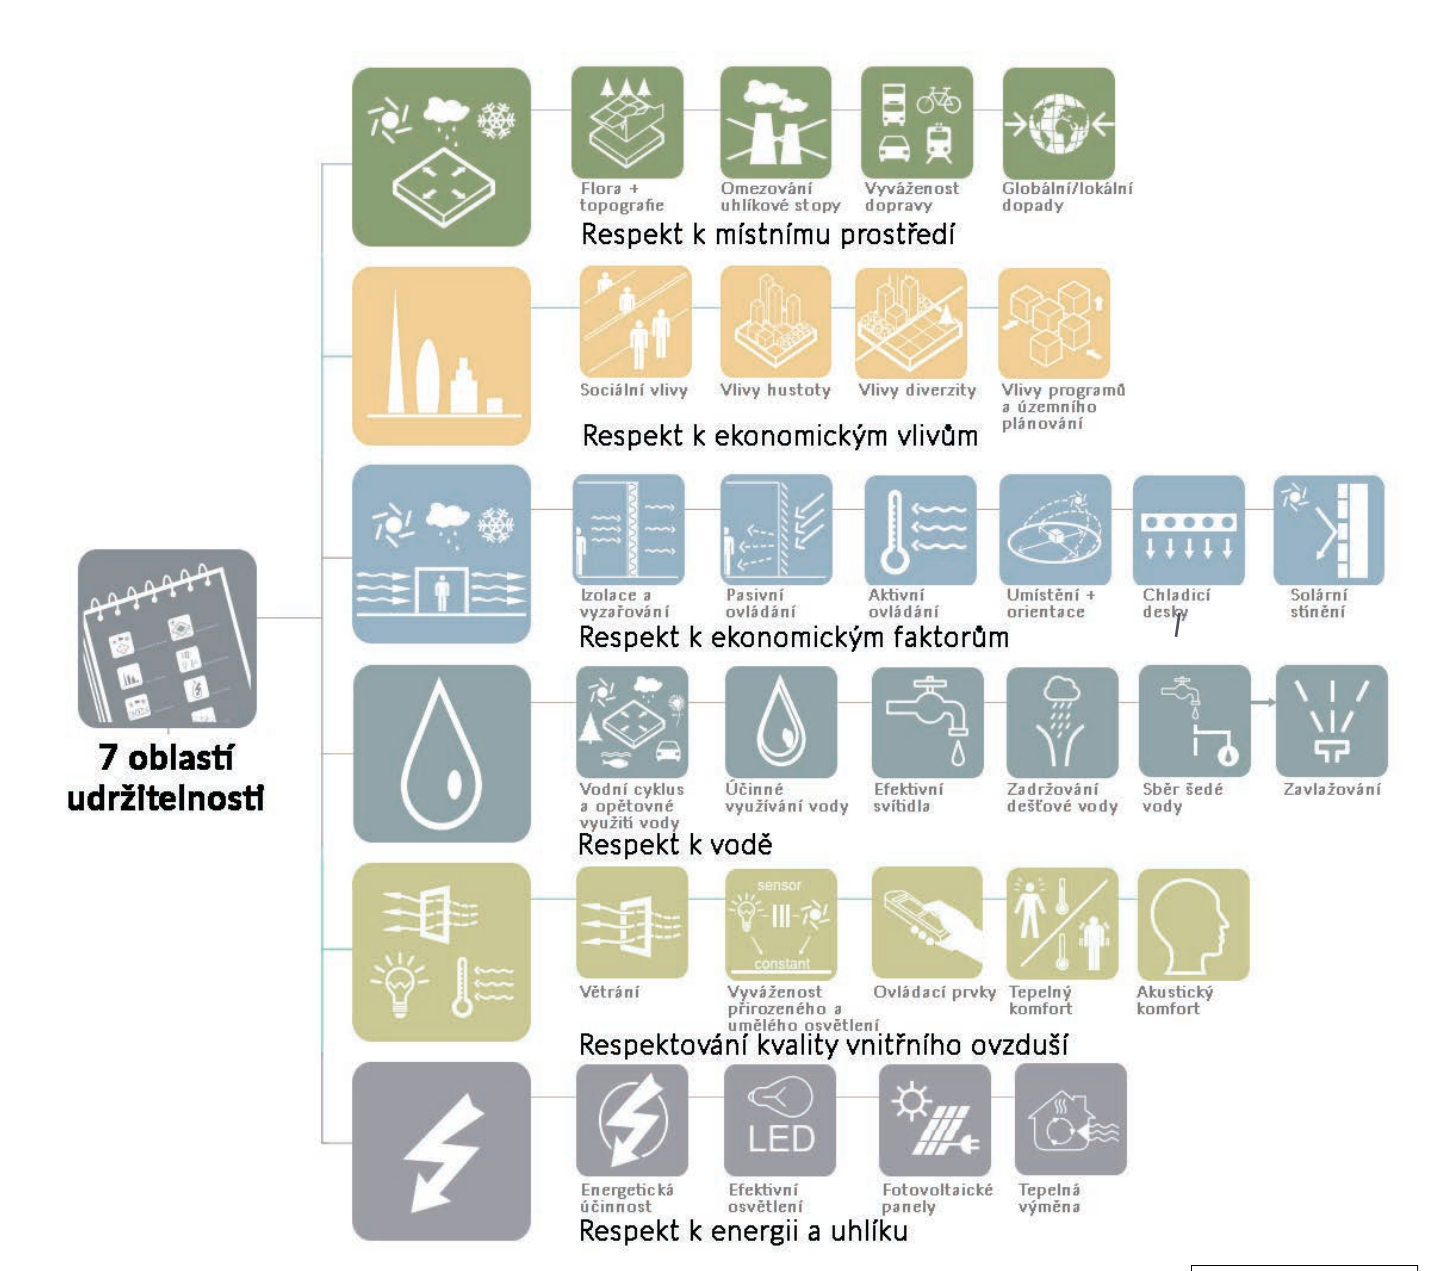 Flora +
topografie
Omezování
uhlíkové stopy
Vyváženost
dopravy
Globální/lokální
dopady
Respekt k místnímu prostředí
Sociální vlivy
Vlivy hustoty
Vlivy diverzity
Vlivy programů
a územního
plánování
Respekt k ekonomickým vlivům
Izolace a
vyzařování
Pasivní
ovládání
Aktivní
ovládání
Umístění +
orientace
Chladicí
desky
Solární
stínění
Respekt k ekonomickým faktorům
7 oblastí
udržitelnosti
Vodní cyklus
a opětovné
využití vody
Účinné
využívání vody
Efektivní
svítidla
Zadržování
dešťové vody
Sběr šedé
vody
Zavlažování
Respekt k vodě
sensor
constant
Větrání
Vyváženost
přirozeného a
umělého osvětlení
Ovládací prvky
Tepelný
komfort
Akustický
komfort
Respektování kvality vnitřního ovzduší
LED
Energetická
účinnost
Efektivní
osvětlení
Fotovoltaické
panely
Tepelná
výměna
Respekt k energii a uhlíku